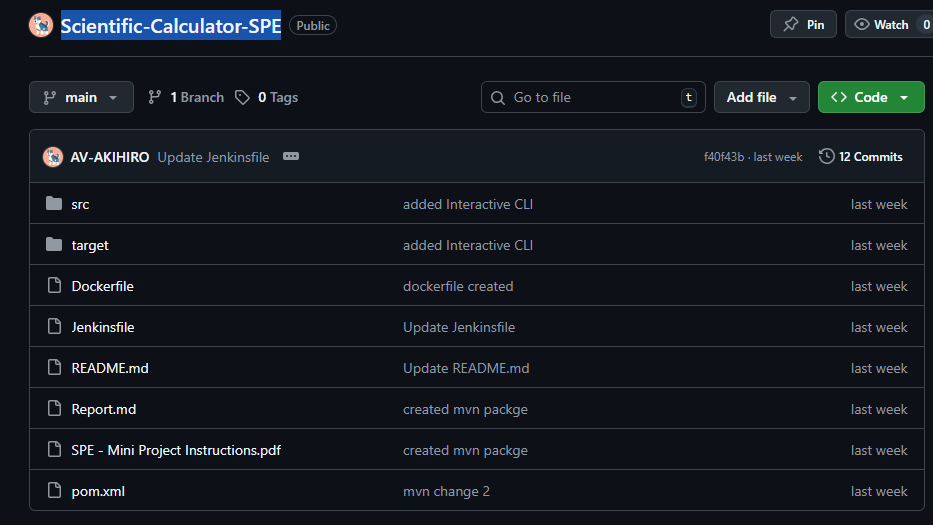 Scientific-Calculator-SPE Public Pin Watch 0
main 1 Branch 0 Tags Go to file t Add file Code
AV-AKIHIRO Update Jenkinsfile f40f43b · last week 12 Commits
src added Interactive CLI last week
target added Interactive CLI last week
Dockerfile dockerfile created last week
Jenkinsfile Update Jenkinsfile last week
README.md Update README.md last week
Report.md created mvn packge last week
SPE - Mini Project Instructions.pdf created mvn packge last week
pom.xml mvn change 2 last week